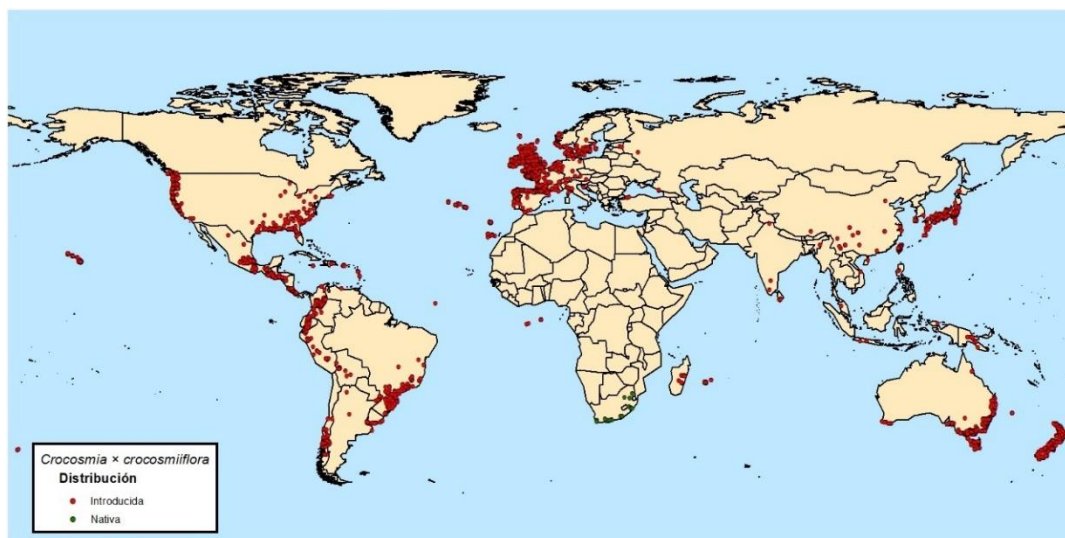 Crocosmia × crocosmiiflora
Distribución
Introducida
Nativa